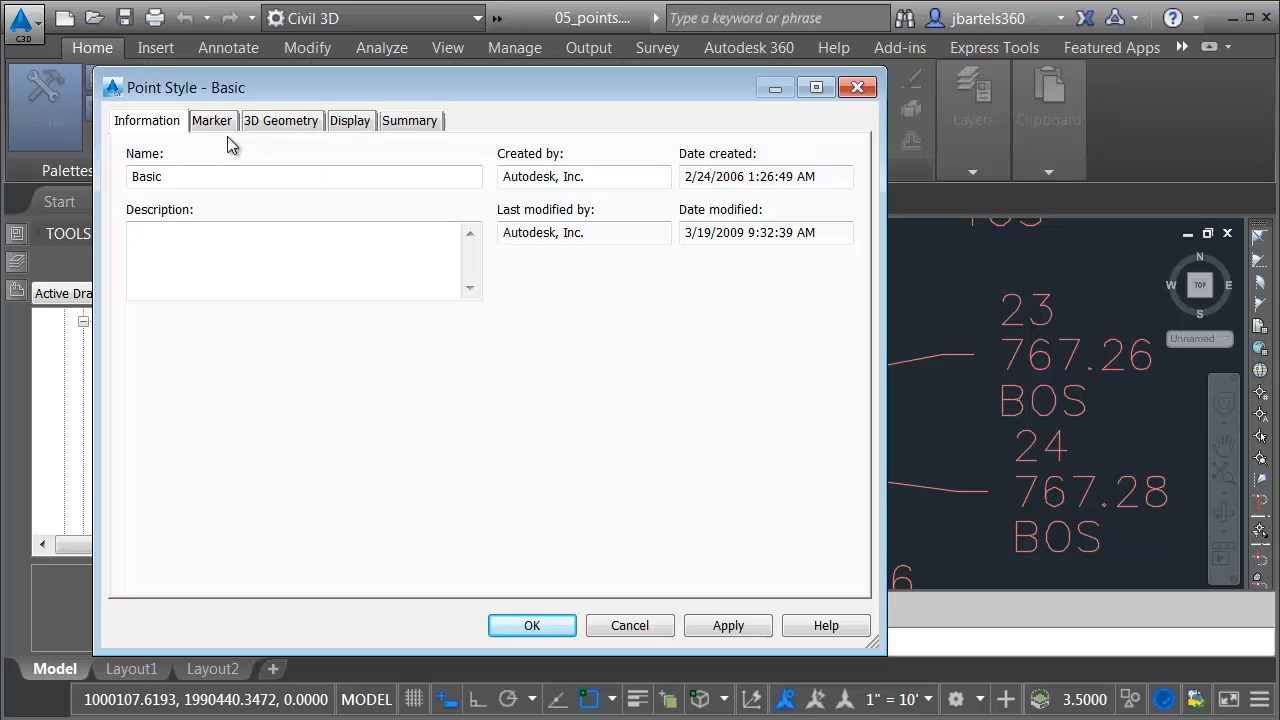 C3D
Civil 3D
05_points....
Type a keyword or phrase
jbartels360
Home Insert Annotate Modify Analyze View Manage Output Survey Autodesk 360 Help Add-ins Express Tools Featured Apps
Layers
Clipboard
Palettes
Start
TOOLS
Active Dra
Point Style - Basic
Information Marker 3D Geometry Display Summary
Name: Created by: Date created:
Basic Autodesk, Inc. 2/24/2006 1:26:49 AM
Description: Last modified by: Date modified:
Autodesk, Inc. 3/19/2009 9:32:39 AM
OK Cancel Apply Help
N
W TOP E
S
Unnamed
23
767.26
BOS
24
767.28
BOS
6
Model Layout1 Layout2 +
1000107.6193, 1990440.3472, 0.0000 MODEL 1" = 10' 3.5000